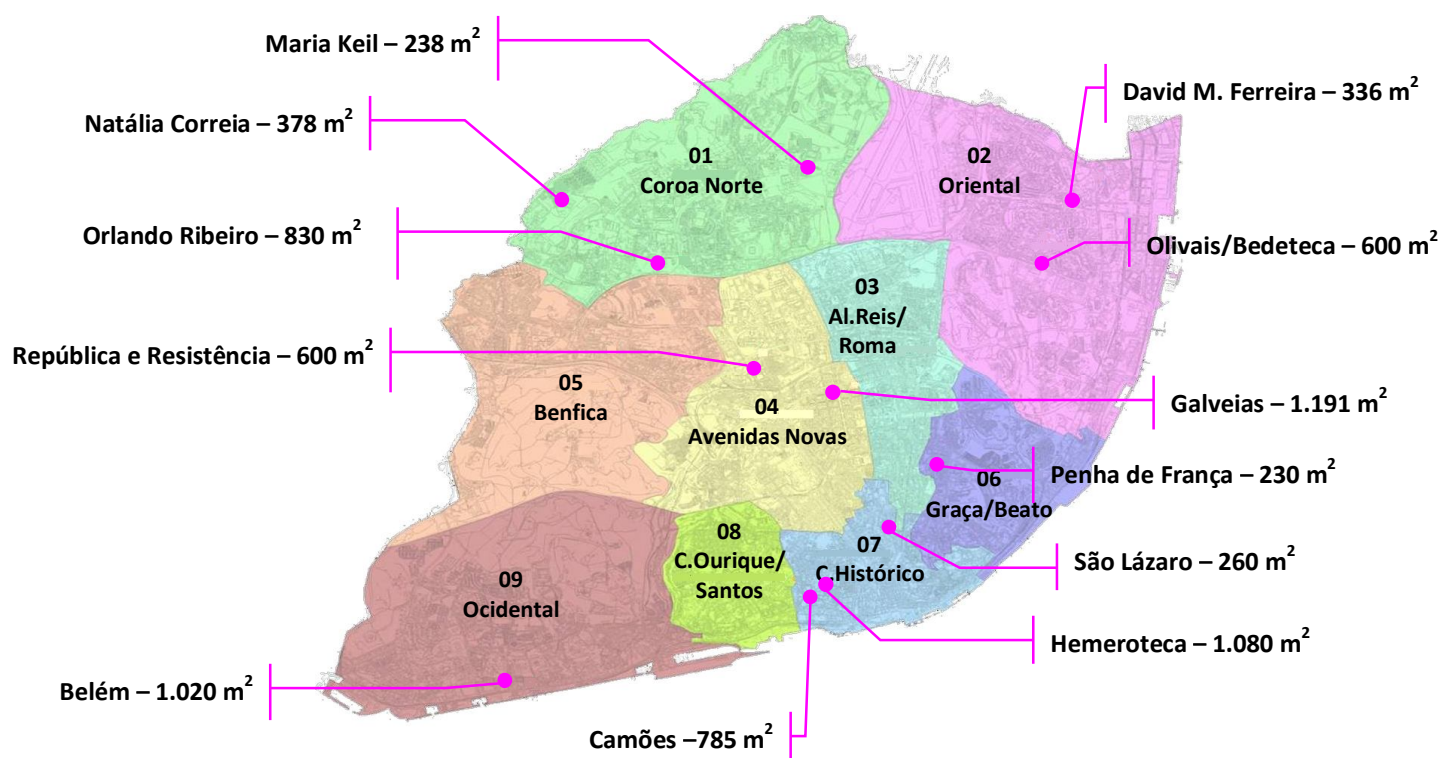 Maria Keil – 238 m²
David M. Ferreira – 336 m²
Natália Correia – 378 m²
01
Coroa Norte
02
Oriental
Orlando Ribeiro – 830 m²
Olivais/Bedeteca – 600 m²
03
Al.Reis/
Roma
República e Resistência – 600 m²
05
Benfica
04
Avenidas Novas
Galveias – 1.191 m²
Penha de França – 230 m²
06
Graça/Beato
08
C.Ourique/
Santos
07
C.Histórico
São Lázaro – 260 m²
09
Ocidental
Hemeroteca – 1.080 m²
Belém – 1.020 m²
Camões –785 m²